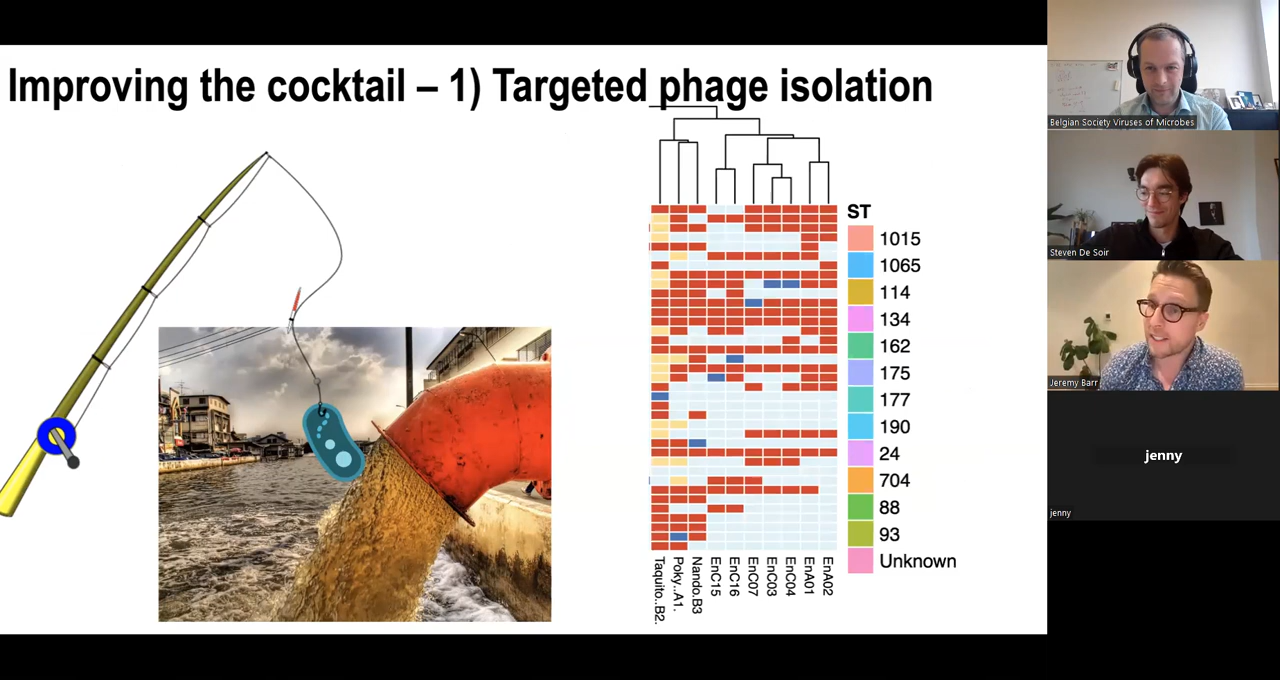 Improving the cocktail – 1) Targeted phage isolation
ST
1015
1065
114
134
162
175
177
190
24
704
88
93
Unknown
Taquito..B2.
Poky..A1.
Nando.B3
EnC15
EnC16
EnC07
EnC03
EnC04
EnA01
EnA02
Belgian Society Viruses of Microbes
Steven De Soir
Jeremy Barr
jenny
jenny